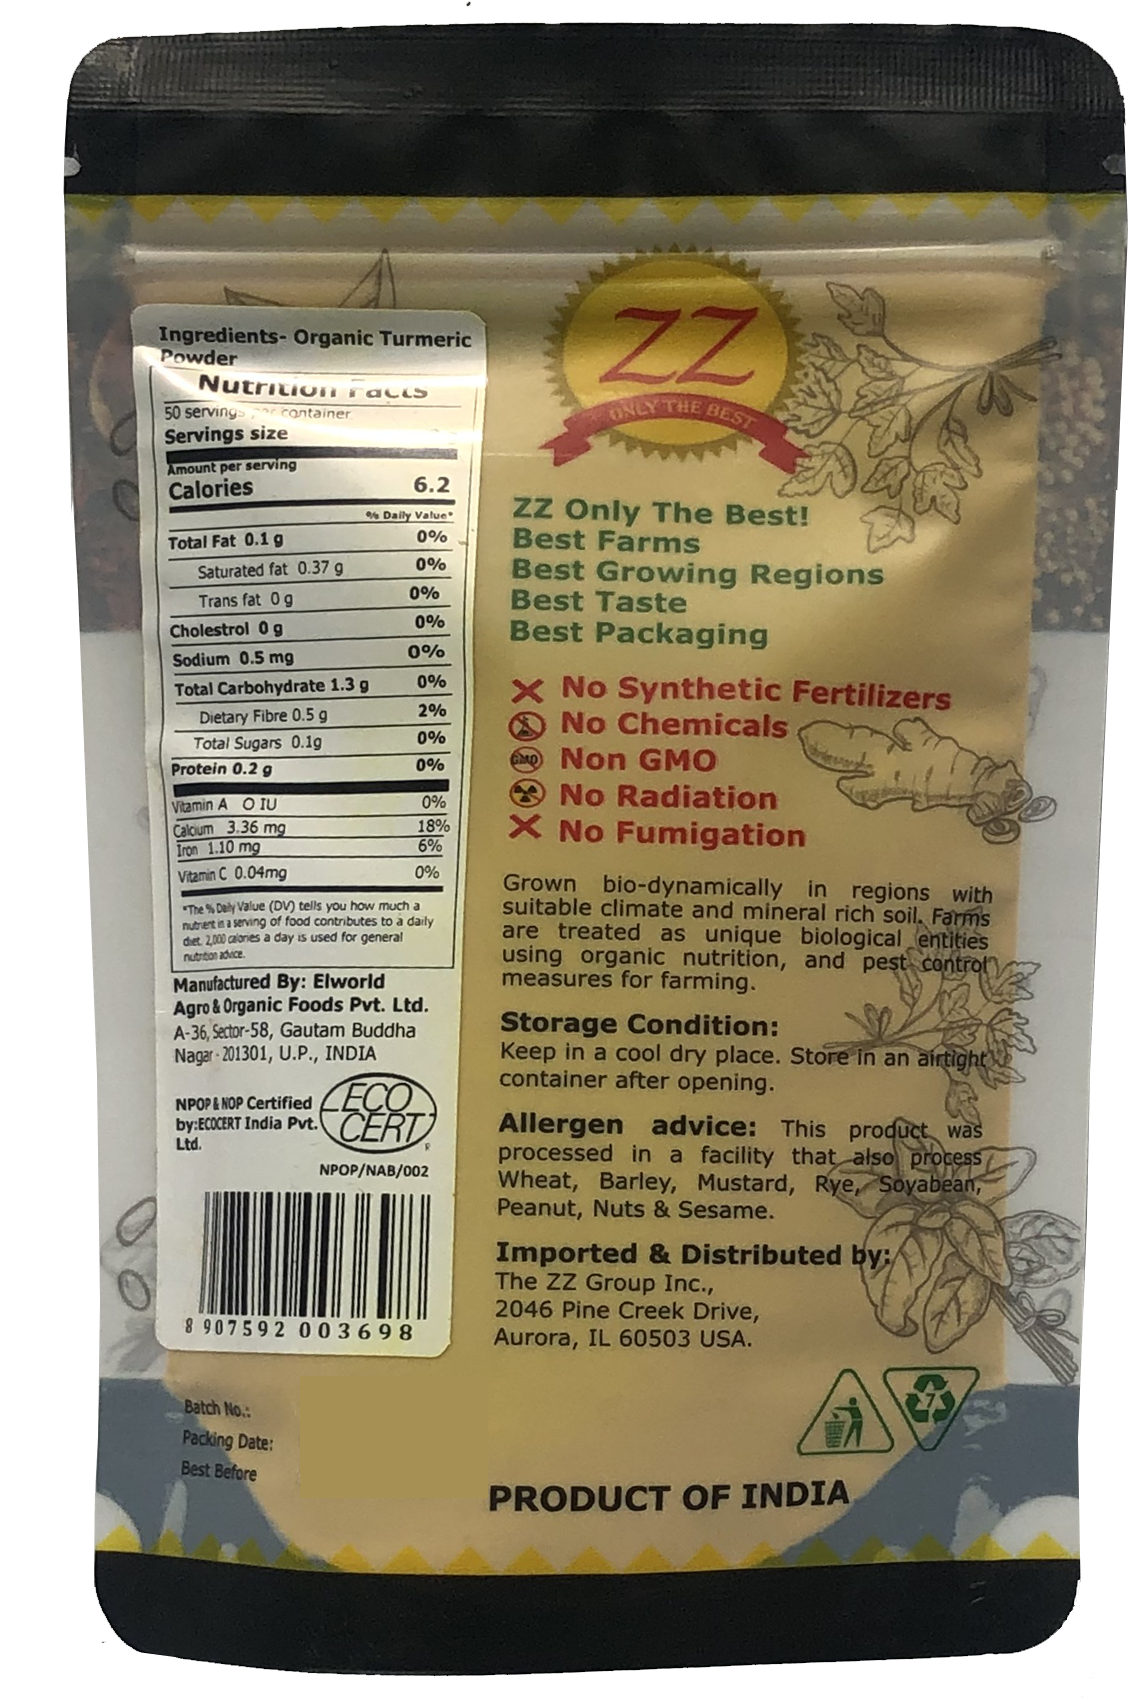 Ingredients- Organic Turmeric
Powder
Nutrition Facts
50 servings per container
Servings size
Amount per serving
Calories 6.2
% Daily Value*
Total Fat 0.1 g 0%
Saturated fat 0.37 g 0%
Trans fat 0 g 0%
Cholestrol 0 g 0%
Sodium 0.5 mg 0%
Total Carbohydrate 1.3 g 0%
Dietary Fibre 0.5 g 2%
Total Sugars 0.1g 0%
Protein 0.2 g 0%
Vitamin A O IU 0%
Calcium 3.36 mg 18%
Iron 1.10 mg 6%
Vitamin C 0.04mg 0%
*The % Daily Value (DV) tells you how much a
nutrient in a serving of food contributes to a daily
diet. 2,000 calories a day is used for general
nutrition advice.
Manufactured By: Elworld
Agro & Organic Foods Pvt. Ltd.
A-36, Sector-58, Gautam Buddha
Nagar - 201301, U.P., INDIA
NPOP & NOP Certified
by:ECOCERT India Pvt.
Ltd.
ECO
CERT
®
NPOP/NAB/002
8 907592 003698
Batch No.:
Packing Date:
Best Before
ZZ
ONLY THE BEST
ZZ Only The Best!
Best Farms
Best Growing Regions
Best Taste
Best Packaging
No Synthetic Fertilizers
No Chemicals
GMO
Non GMO
No Radiation
No Fumigation
Grown bio-dynamically in regions with
suitable climate and mineral rich soil. Farms
are treated as unique biological entities
using organic nutrition, and pest control
measures for farming.
Storage Condition:
Keep in a cool dry place. Store in an airtight
container after opening.
Allergen advice: This product was
processed in a facility that also process
Wheat, Barley, Mustard, Rye, Soyabean,
Peanut, Nuts & Sesame.
Imported & Distributed by:
The ZZ Group Inc.,
2046 Pine Creek Drive,
Aurora, IL 60503 USA.
7
PRODUCT OF INDIA